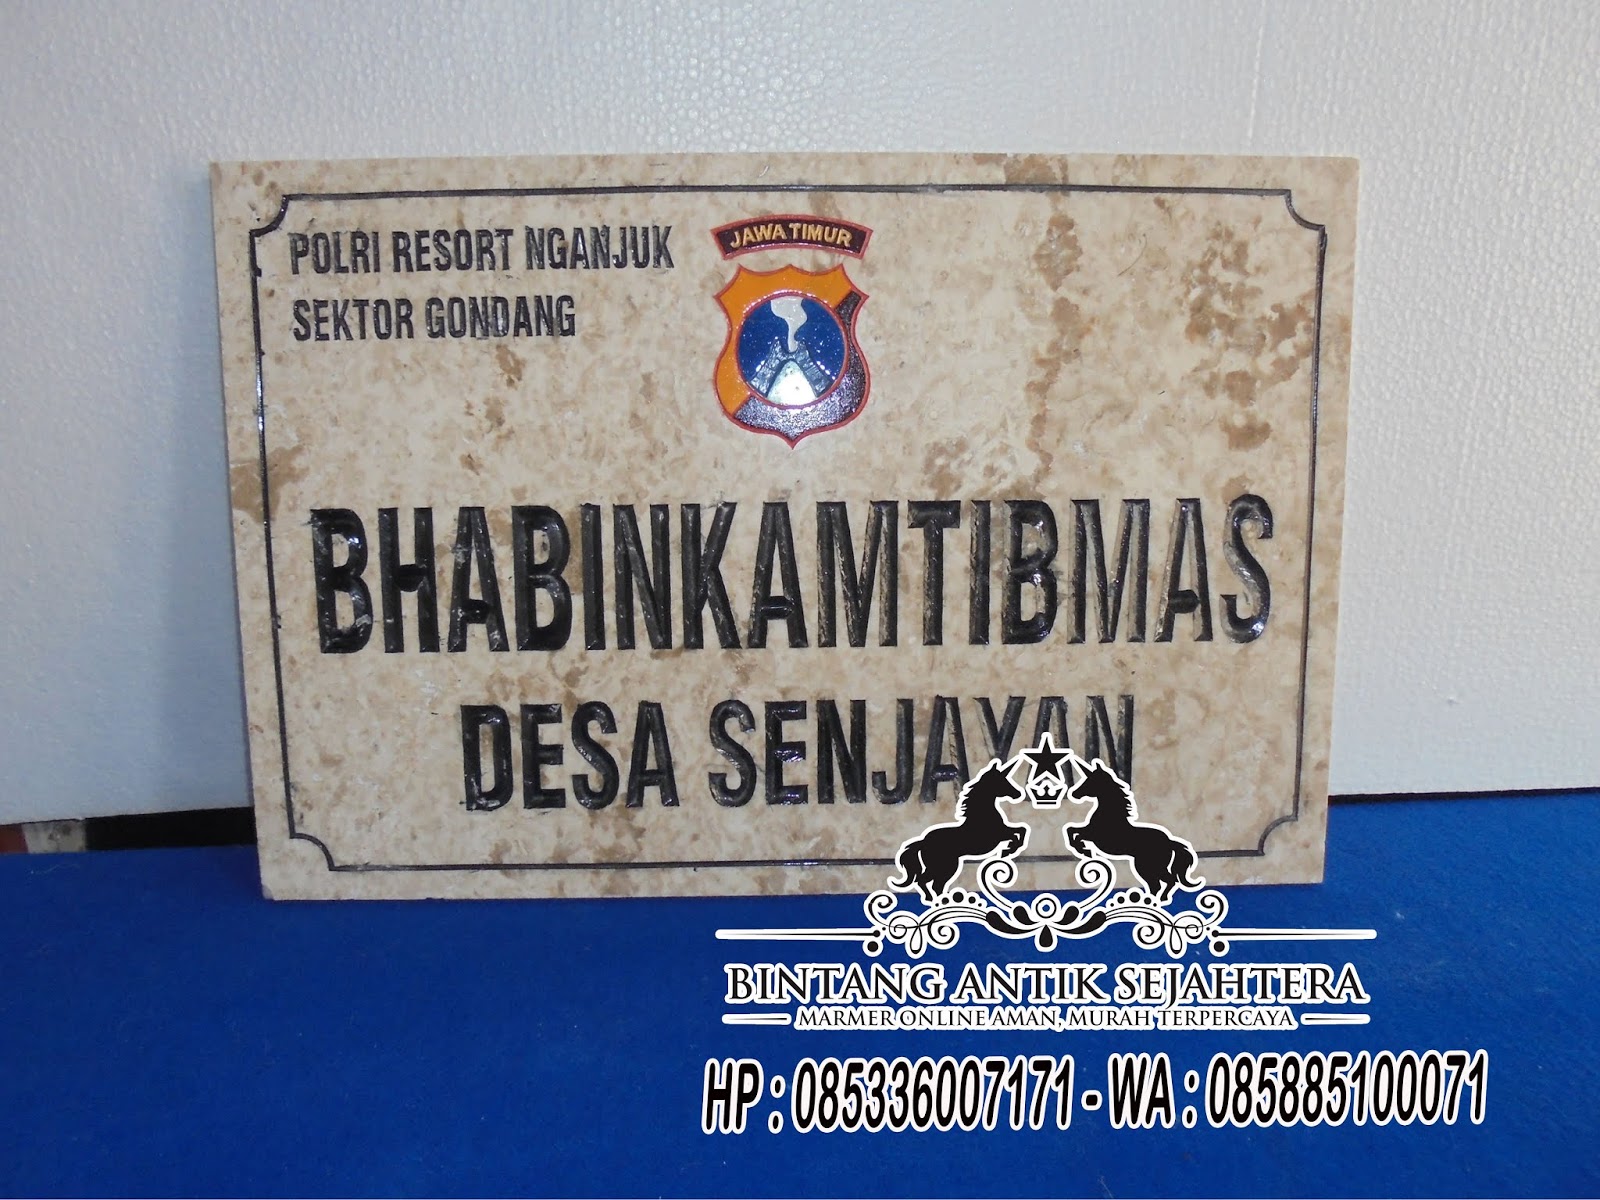 POLRI RESORT NGANJUK
SEKTOR GONDANG
JAWA TIMUR
BHABINKAMTIBMAS
DESA SENJAYAN
BINTANG ANTIK SEJAHTERA
MARMER ONLINE AMAN, MURAH TERPERCAYA
HP : 085336007171 - WA : 085885100071